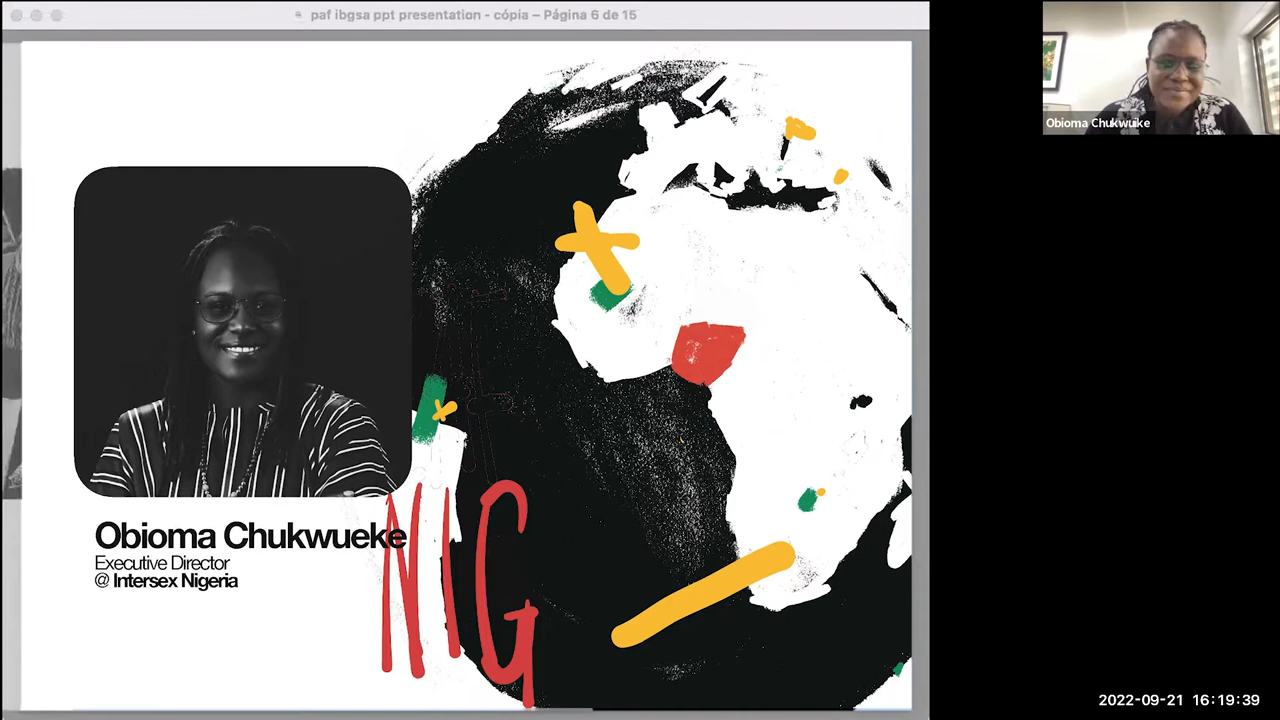 paf ibgsa ppt presentation - cópia – Página 6 de 15
Obioma Chukwuike
Obioma Chukwueke
Executive Director
@ Intersex Nigeria
NIG
2022-09-21 16:19:39